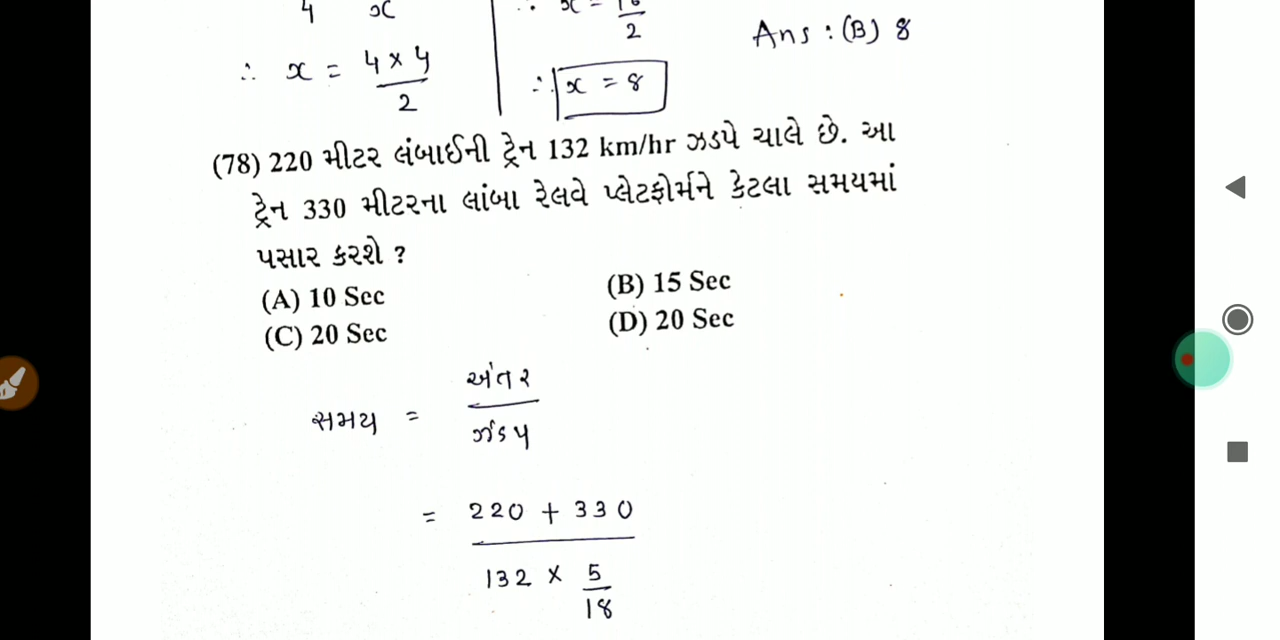 4 x
∴ x = 4 × 4 / 2
2
∴ x = 8
Ans : (B) 8
(78) 220 મીટર લંબાઈની ટ્રેન 132 km/hr ઝડપે ચાલે છે. આ
ટ્રેન 330 મીટરના લાંબા રેલવે પ્લેટફોર્મને કેટલા સમયમાં
પસાર કરશે ?
(A) 10 Sec (B) 15 Sec
(C) 20 Sec (D) 20 Sec
સમય = અંતર / ઝડપ
= 220 + 330
132 × 5/18